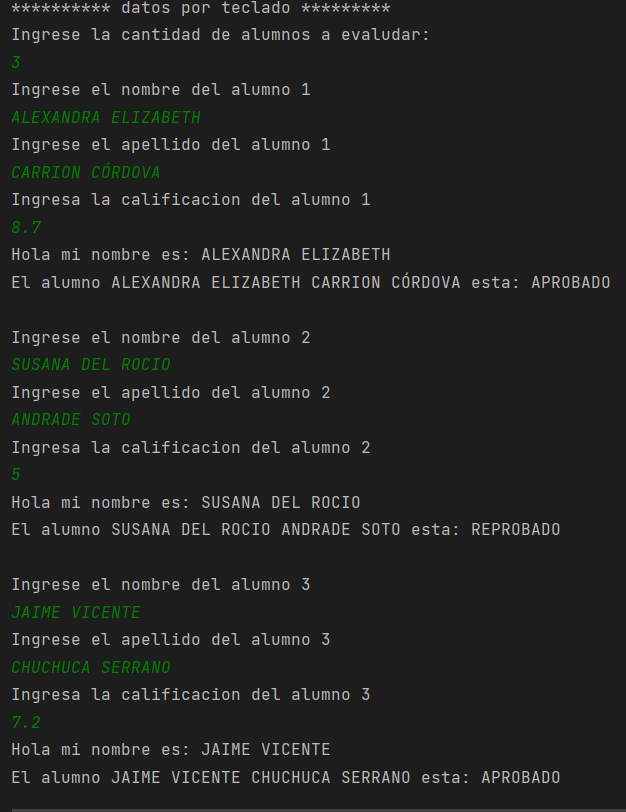 ********** datos por teclado *********
Ingrese la cantidad de alumnos a evaludar:
3
Ingrese el nombre del alumno 1
ALEXANDRA ELIZABETH
Ingrese el apellido del alumno 1
CARRION CÓRDOVA
Ingresa la calificacion del alumno 1
8.7
Hola mi nombre es: ALEXANDRA ELIZABETH
El alumno ALEXANDRA ELIZABETH CARRION CÓRDOVA esta: APROBADO
Ingrese el nombre del alumno 2
SUSANA DEL ROCIO
Ingrese el apellido del alumno 2
ANDRADE SOTO
Ingresa la calificacion del alumno 2
5
Hola mi nombre es: SUSANA DEL ROCIO
El alumno SUSANA DEL ROCIO ANDRADE SOTO esta: REPROBADO
Ingrese el nombre del alumno 3
JAIME VICENTE
Ingrese el apellido del alumno 3
CHUCHUCA SERRANO
Ingresa la calificacion del alumno 3
7.2
Hola mi nombre es: JAIME VICENTE
El alumno JAIME VICENTE CHUCHUCA SERRANO esta: APROBADO